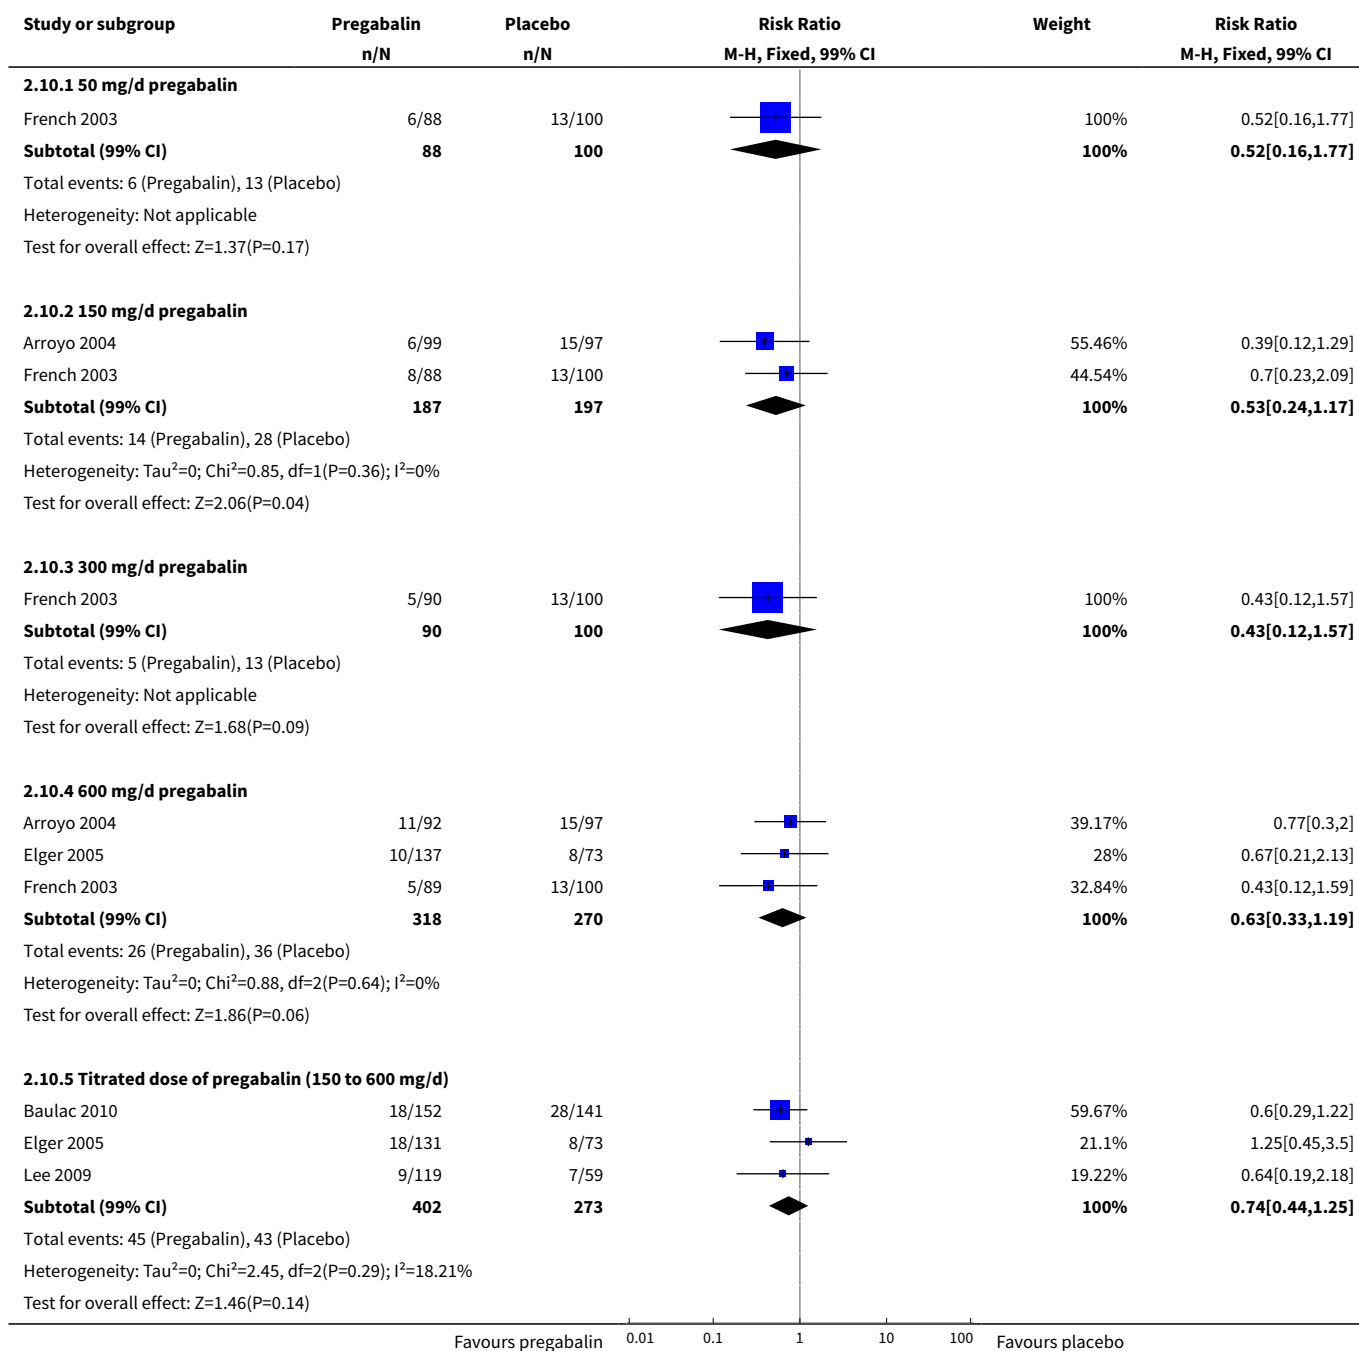 Study or subgroup Pregabalin Placebo Risk Ratio Weight Risk Ratio
n/N n/N M-H, Fixed, 99% CI M-H, Fixed, 99% CI
2.10.1 50 mg/d pregabalin
French 2003 6/88 13/100 100% 0.52[0.16,1.77]
Subtotal (99% CI) 88 100 100% 0.52[0.16,1.77]
Total events: 6 (Pregabalin), 13 (Placebo)
Heterogeneity: Not applicable
Test for overall effect: Z=1.37(P=0.17)
2.10.2 150 mg/d pregabalin
Arroyo 2004 6/99 15/97 55.46% 0.39[0.12,1.29]
French 2003 8/88 13/100 44.54% 0.7[0.23,2.09]
Subtotal (99% CI) 187 197 100% 0.53[0.24,1.17]
Total events: 14 (Pregabalin), 28 (Placebo)
Heterogeneity: Tau²=0; Chi²=0.85, df=1(P=0.36); I²=0%
Test for overall effect: Z=2.06(P=0.04)
2.10.3 300 mg/d pregabalin
French 2003 5/90 13/100 100% 0.43[0.12,1.57]
Subtotal (99% CI) 90 100 100% 0.43[0.12,1.57]
Total events: 5 (Pregabalin), 13 (Placebo)
Heterogeneity: Not applicable
Test for overall effect: Z=1.68(P=0.09)
2.10.4 600 mg/d pregabalin
Arroyo 2004 11/92 15/97 39.17% 0.77[0.3,2]
Elger 2005 10/137 8/73 28% 0.67[0.21,2.13]
French 2003 5/89 13/100 32.84% 0.43[0.12,1.59]
Subtotal (99% CI) 318 270 100% 0.63[0.33,1.19]
Total events: 26 (Pregabalin), 36 (Placebo)
Heterogeneity: Tau²=0; Chi²=0.88, df=2(P=0.64); I²=0%
Test for overall effect: Z=1.86(P=0.06)
2.10.5 Titrated dose of pregabalin (150 to 600 mg/d)
Baulac 2010 18/152 28/141 59.67% 0.6[0.29,1.22]
Elger 2005 18/131 8/73 21.1% 1.25[0.45,3.5]
Lee 2009 9/119 7/59 19.22% 0.64[0.19,2.18]
Subtotal (99% CI) 402 273 100% 0.74[0.44,1.25]
Total events: 45 (Pregabalin), 43 (Placebo)
Heterogeneity: Tau²=0; Chi²=2.45, df=2(P=0.29); I²=18.21%
Test for overall effect: Z=1.46(P=0.14)
Favours pregabalin 0.01 0.1 1 10 100 Favours placebo